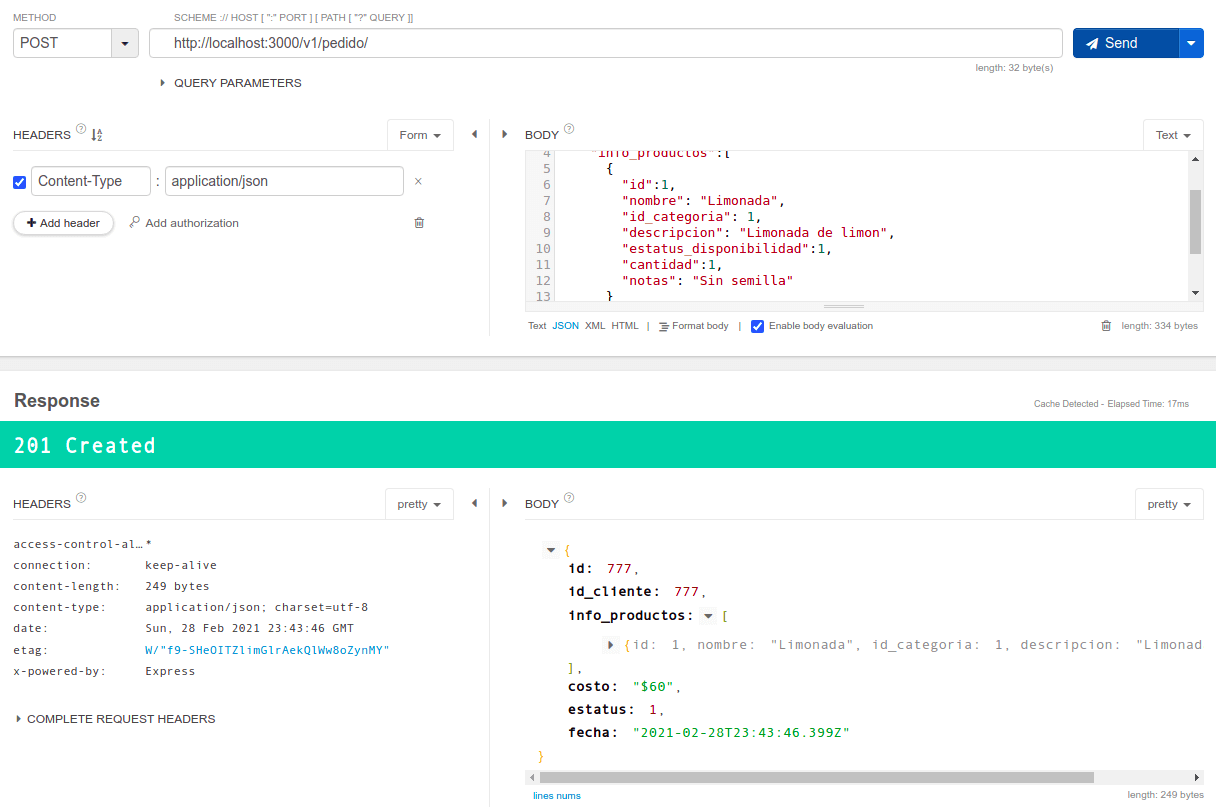 METHOD
SCHEME :// HOST [ ":" PORT ] [ PATH [ "?" QUERY ]]
POST
http://localhost:3000/v1/pedido/
Send
length: 32 byte(s)
QUERY PARAMETERS
HEADERS ? AZ
Form
BODY ?
Text
Content-Type : application/json ×
+ Add header
Add authorization
4 "info_productos":[
5 {
6 "id":1,
7 "nombre": "Limonada",
8 "id_categoria": 1,
9 "descripcion": "Limonada de limon",
10 "estatus_disponibilidad":1,
11 "cantidad":1,
12 "notas": "Sin semilla"
13 }
Text JSON XML HTML | Format body | Enable body evaluation
length: 334 bytes
Response
Cache Detected - Elapsed Time: 17ms
201 Created
HEADERS ?
pretty
BODY ?
pretty
access-control-al… *
connection: keep-alive
content-length: 249 bytes
content-type: application/json; charset=utf-8
date: Sun, 28 Feb 2021 23:43:46 GMT
etag: W/"f9-SHeOITZlimGlrAekQlWw8oZynMY"
x-powered-by: Express
COMPLETE REQUEST HEADERS
{
id: 777,
id_cliente: 777,
info_productos: [
{id: 1, nombre: "Limonada", id_categoria: 1, descripcion: "Limonad
],
costo: "$60",
estatus: 1,
fecha: "2021-02-28T23:43:46.399Z"
}
lines nums
length: 249 bytes